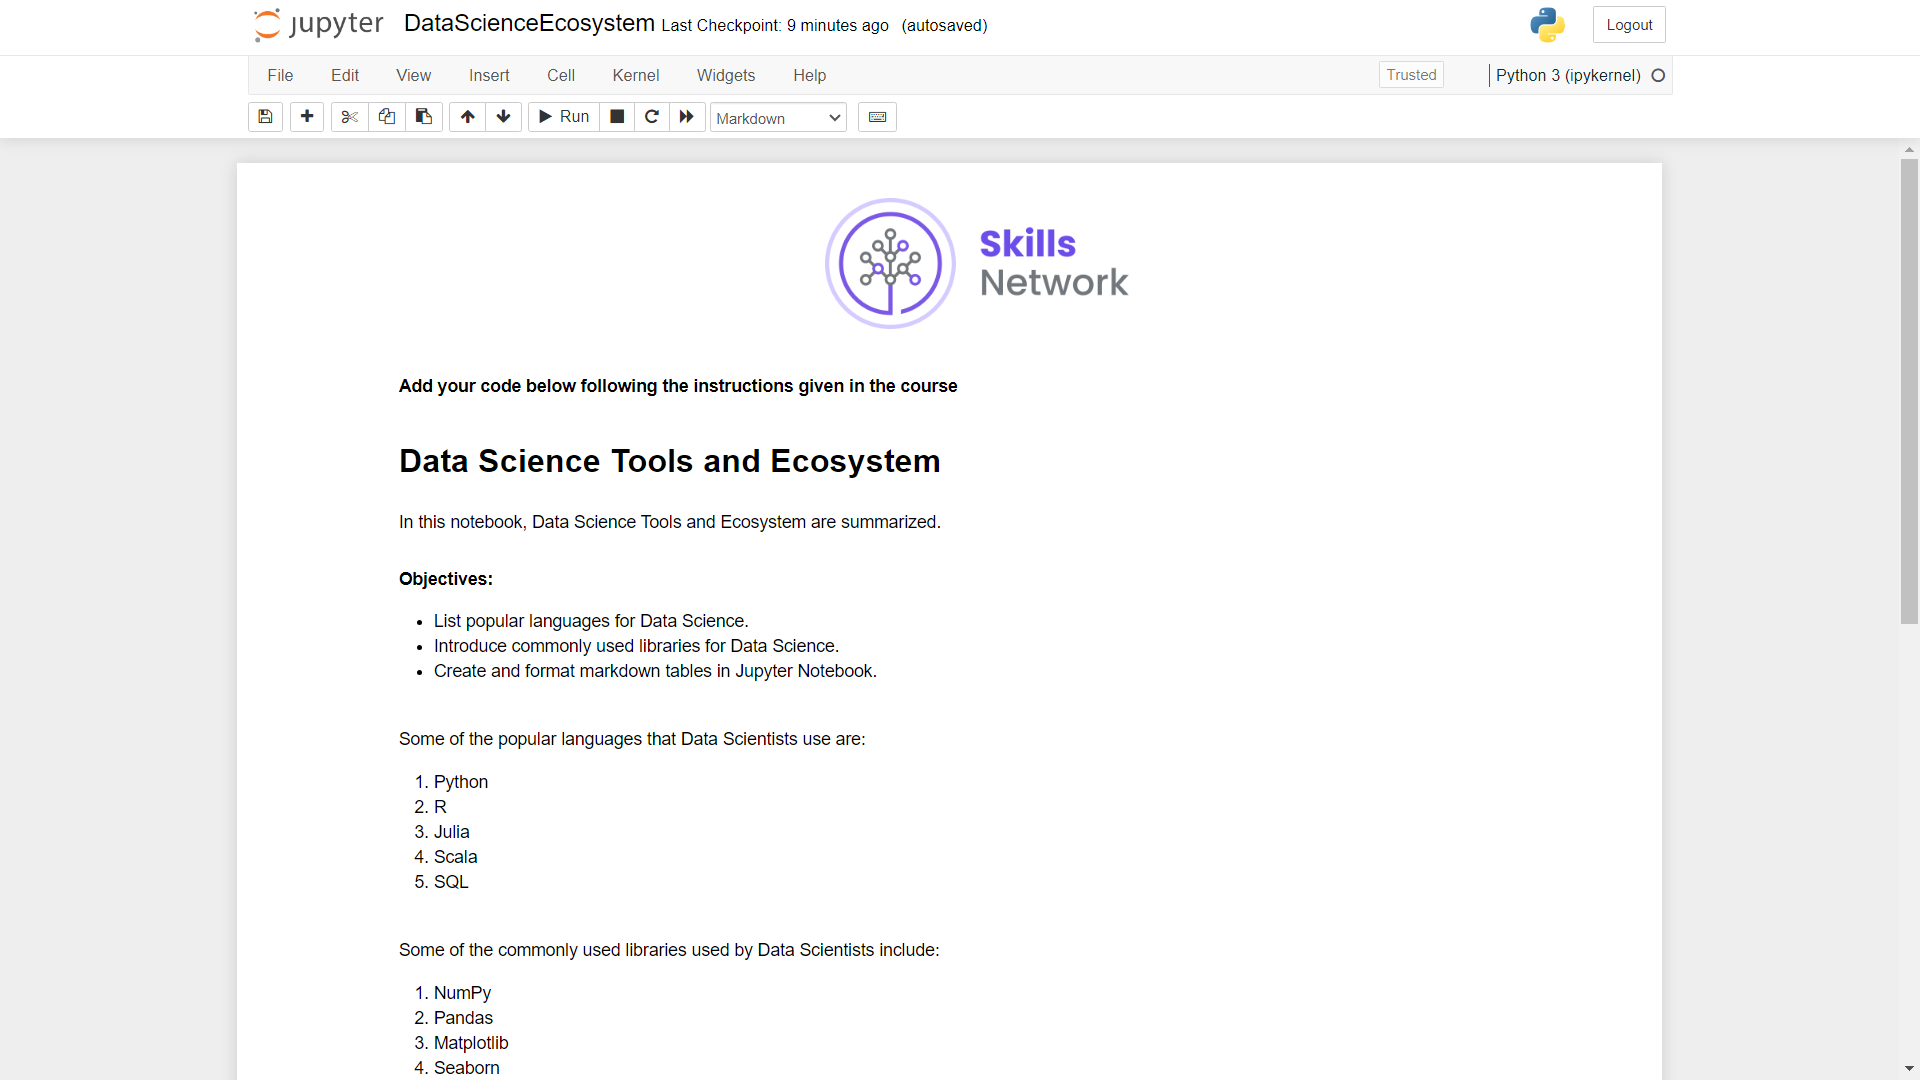 jupyter DataScienceEcosystem Last Checkpoint: 9 minutes ago (autosaved) Logout
File Edit View Insert Cell Kernel Widgets Help Trusted Python 3 (ipykernel)
Run Markdown
Skills
Network
Add your code below following the instructions given in the course
Data Science Tools and Ecosystem
In this notebook, Data Science Tools and Ecosystem are summarized.
Objectives:
• List popular languages for Data Science.
• Introduce commonly used libraries for Data Science.
• Create and format markdown tables in Jupyter Notebook.
Some of the popular languages that Data Scientists use are:
1. Python
2. R
3. Julia
4. Scala
5. SQL
Some of the commonly used libraries used by Data Scientists include:
1. NumPy
2. Pandas
3. Matplotlib
4. Seaborn